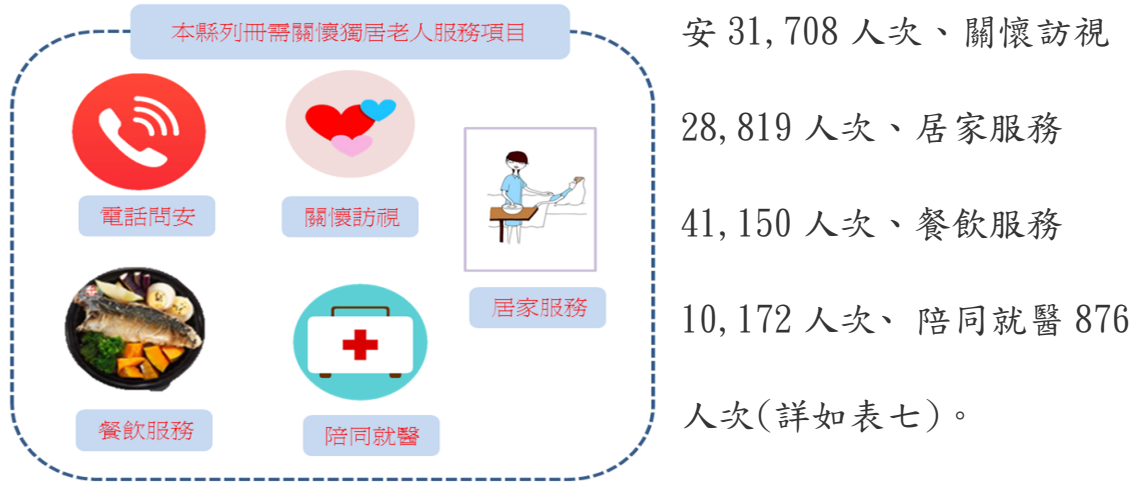 本縣列冊需關懷獨居老人服務項目
電話問安
關懷訪視
居家服務
餐飲服務
陪同就醫
安 31,708 人次、關懷訪視
28,819 人次、居家服務
41,150 人次、餐飲服務
10,172 人次、 陪同就醫 876
人次(詳如表七)。